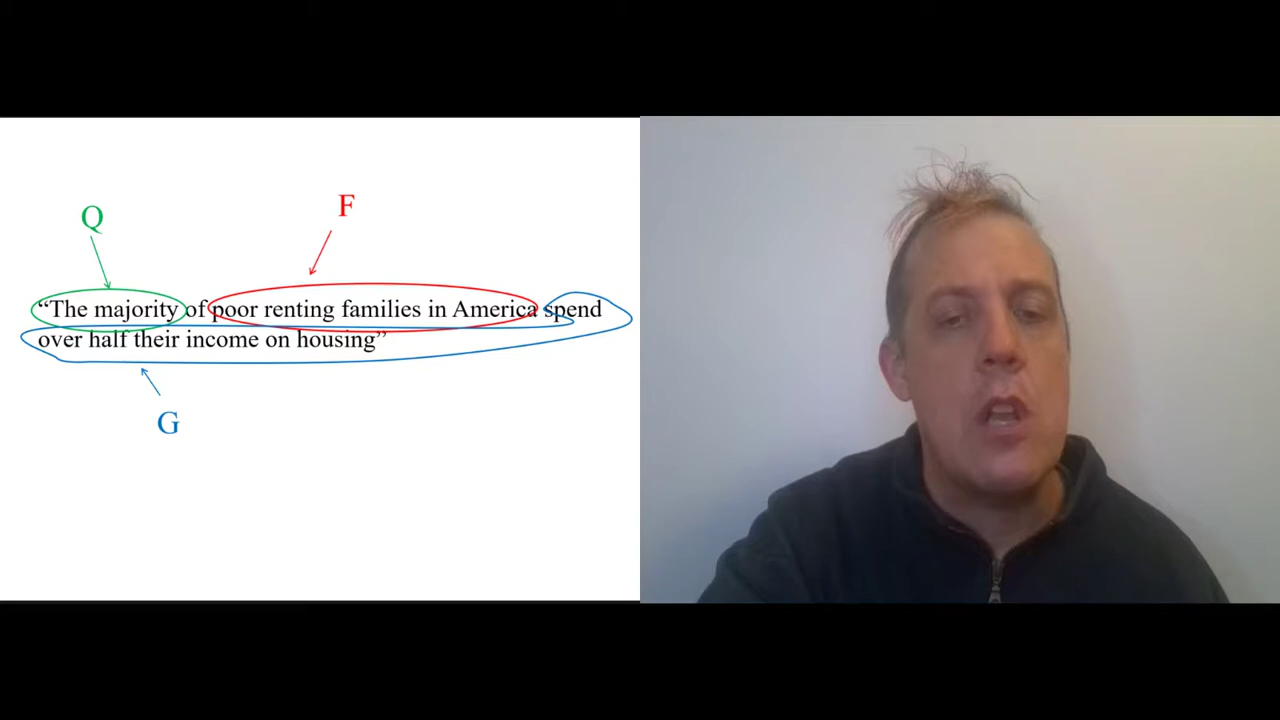 Q
F
“The majority of poor renting families in America spend
over half their income on housing”
G